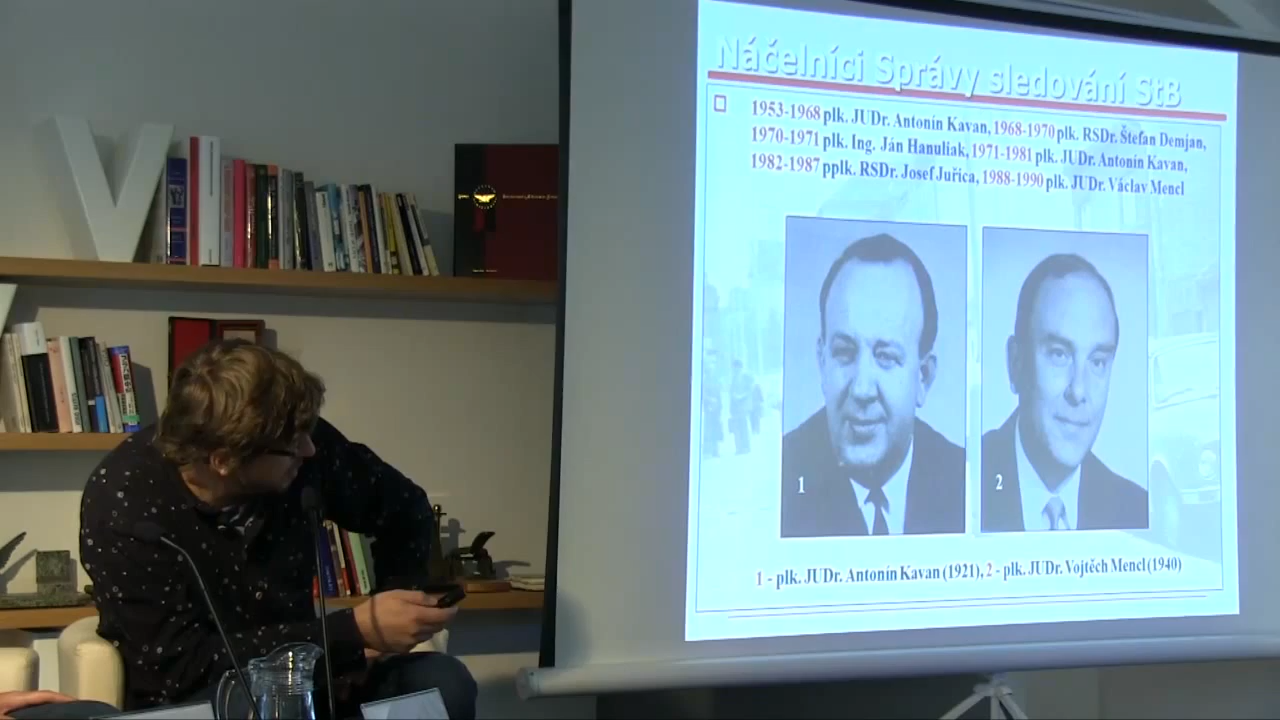 V
Náčelníci Správy sledování StB
1953-1968 plk. JUDr. Antonín Kavan, 1968-1970 plk. RSDr. Štefan Demjan,
1970-1971 plk. Ing. Ján Hanuliak, 1971-1981 plk. JUDr. Antonín Kavan,
1982-1987 pplk. RSDr. Josef Juřica, 1988-1990 plk. JUDr. Václav Mencl
1
2
1 - plk. JUDr. Antonín Kavan (1921), 2 - plk. JUDr. Vojtěch Mencl (1940)